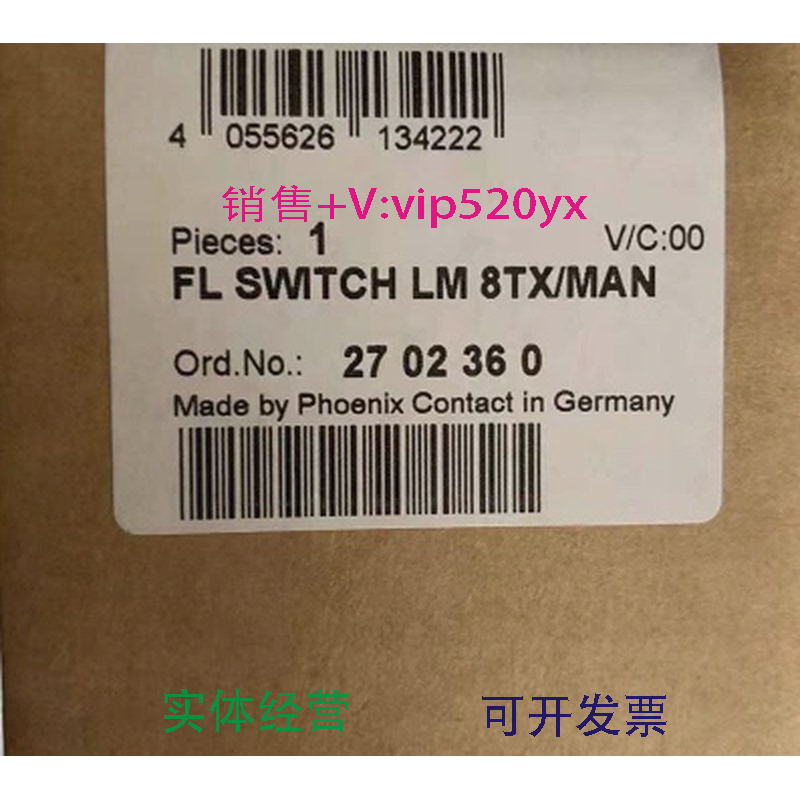 4 055626 134222
销售+V:vip520yx
Pieces: 1 V/C:00
FL SWITCH LM 8TX/MAN
Ord.No.: 27 02 36 0
Made by Phoenix Contact in Germany
实体经营 可开发票